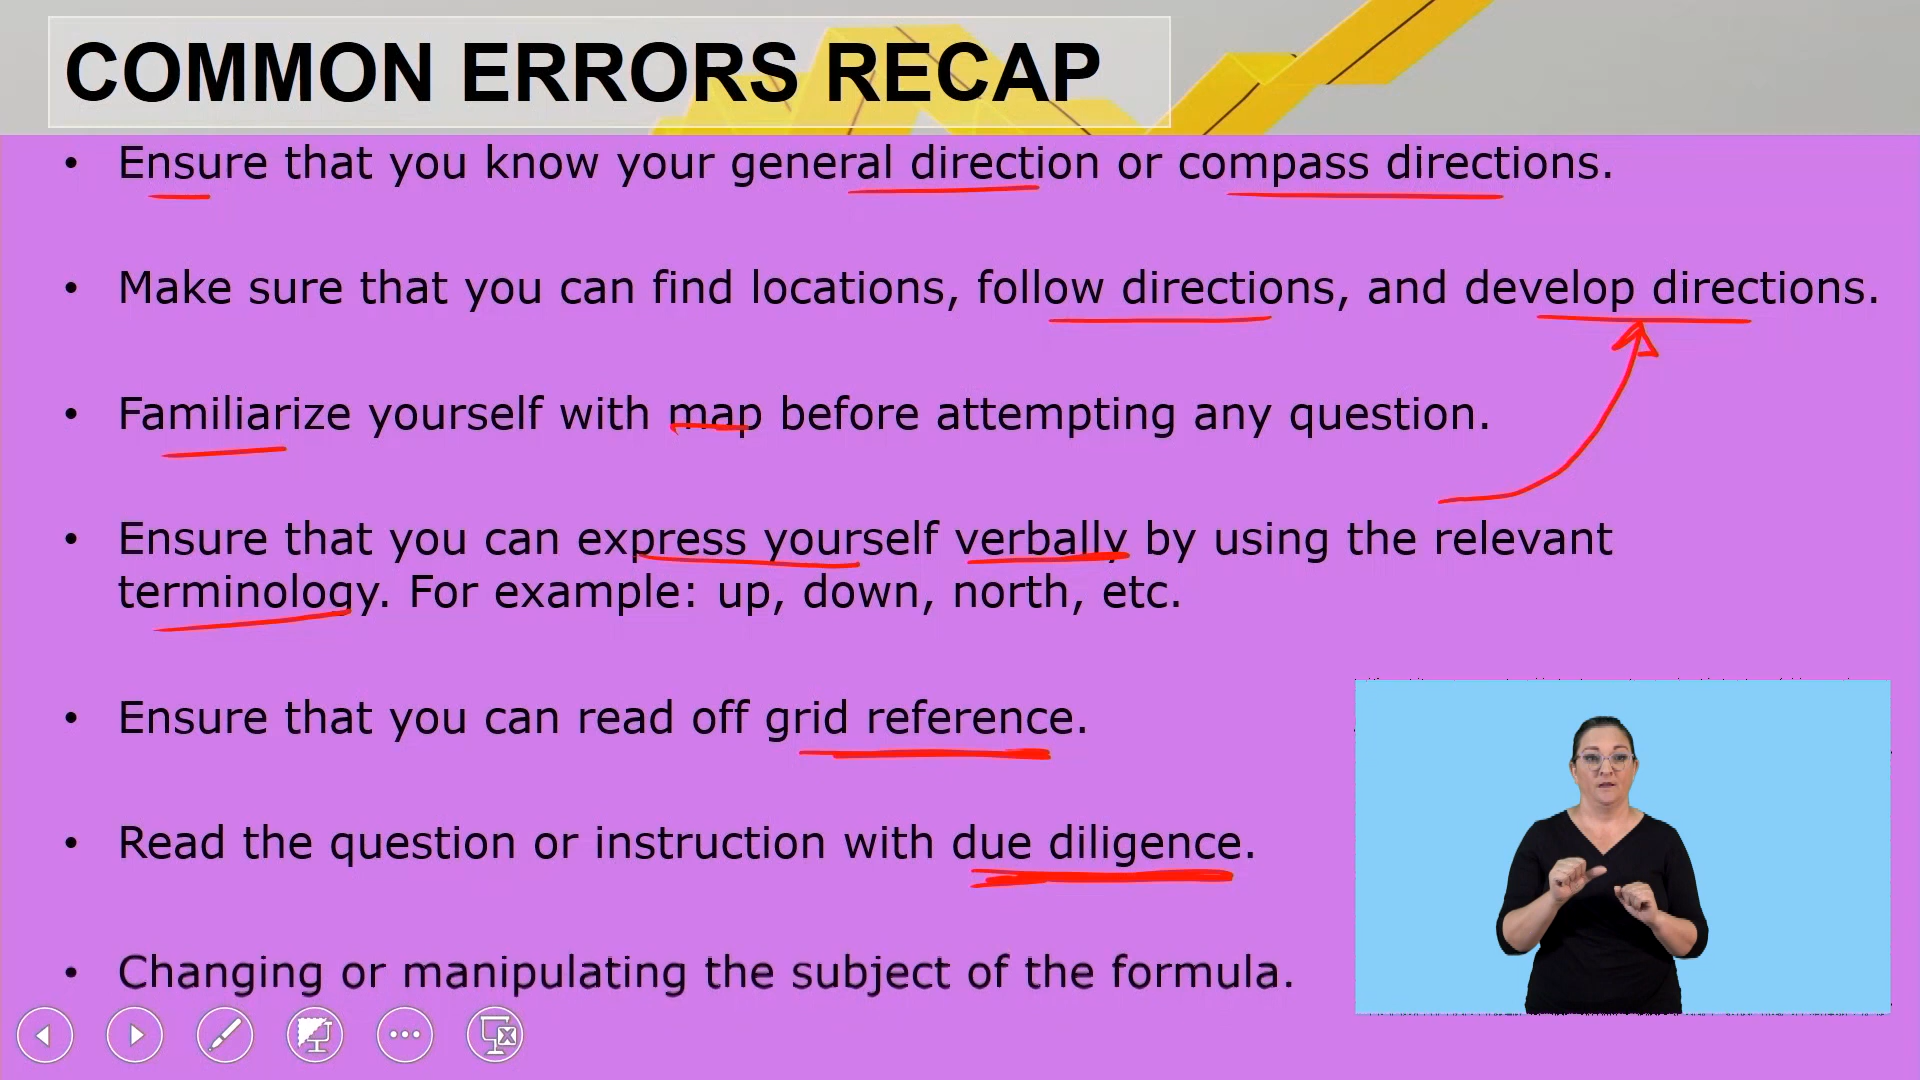 COMMON ERRORS RECAP
• Ensure that you know your general direction or compass directions.
• Make sure that you can find locations, follow directions, and develop directions.
• Familiarize yourself with map before attempting any question.
• Ensure that you can express yourself verbally by using the relevant
terminology. For example: up, down, north, etc.
• Ensure that you can read off grid reference.
• Read the question or instruction with due diligence.
• Changing or manipulating the subject of the formula.